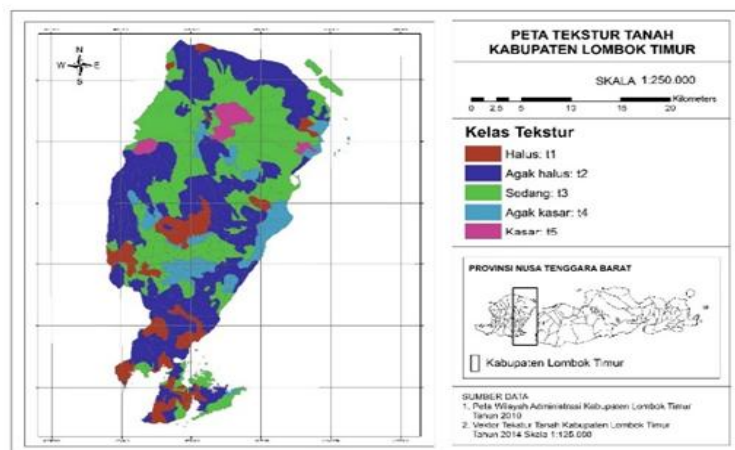 N
W E
S
PETA TEKSTUR TANAH
KABUPATEN LOMBOK TIMUR
SKALA 1:250.000
0 2.5 5 10 15 20 Kilometers
Kelas Tekstur
Halus: t1
Agak halus: t2
Sedang: t3
Agak kasar: t4
Kasar: t5
PROVINSI NUSA TENGGARA BARAT
Kabupaten Lombok Timur
SUMBER DATA
1. Peta Wilayah Administrasi Kabupaten Lombok Timur
Tahun 2010
2. Vektor Tekstur Tanah Kabupaten Lombok Timur
Tahun 2014 Skala 1:125.000